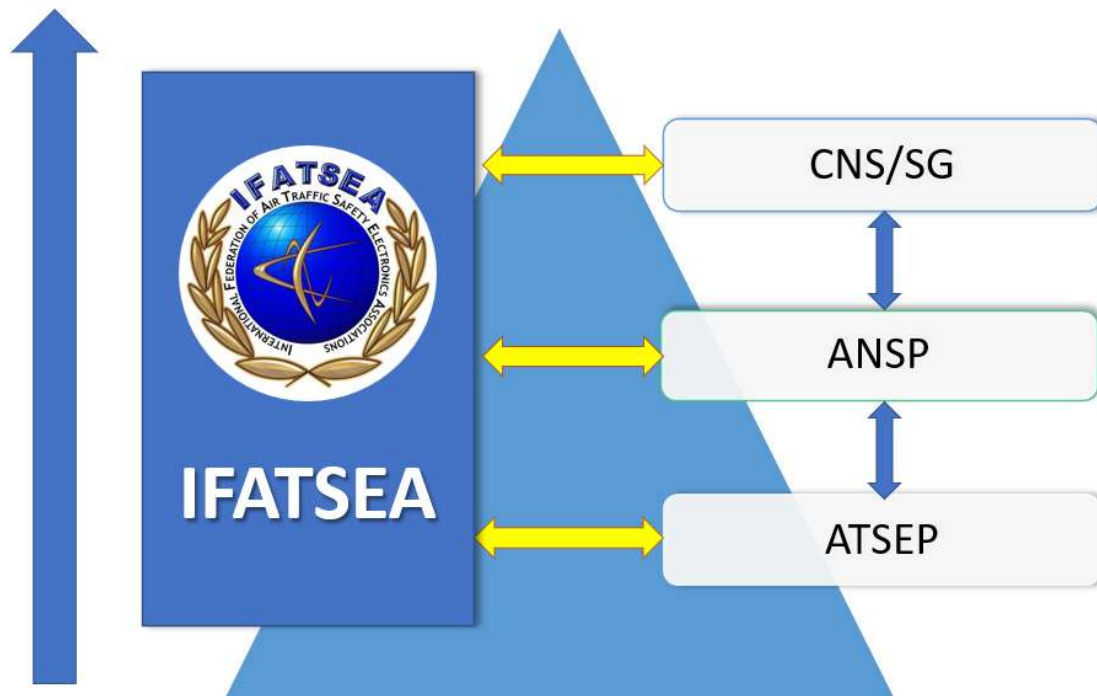 IFATSEA
INTERNATIONAL FEDERATION OF AIR TRAFFIC SAFETY ELECTRONICS ASSOCIATIONS
IFATSEA
CNS/SG
ANSP
ATSEP